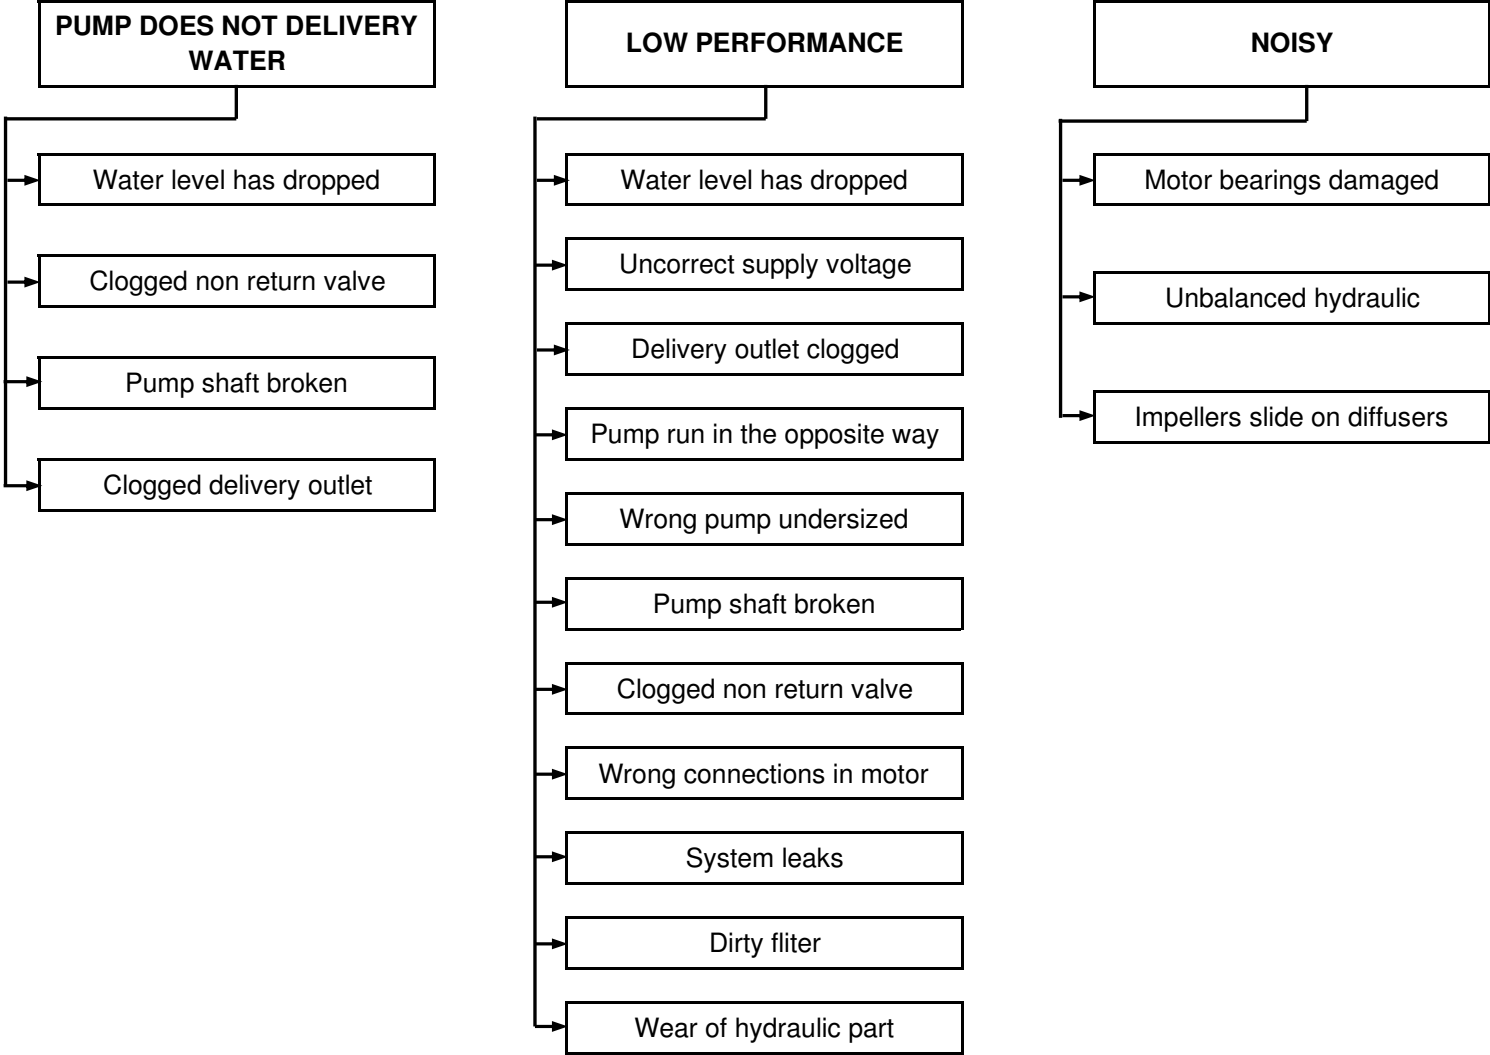 PUMP DOES NOT DELIVERY
WATER
Water level has dropped
Clogged non return valve
Pump shaft broken
Clogged delivery outlet
LOW PERFORMANCE
Water level has dropped
Uncorrect supply voltage
Delivery outlet clogged
Pump run in the opposite way
Wrong pump undersized
Pump shaft broken
Clogged non return valve
Wrong connections in motor
System leaks
Dirty fliter
Wear of hydraulic part
NOISY
Motor bearings damaged
Unbalanced hydraulic
Impellers slide on diffusers